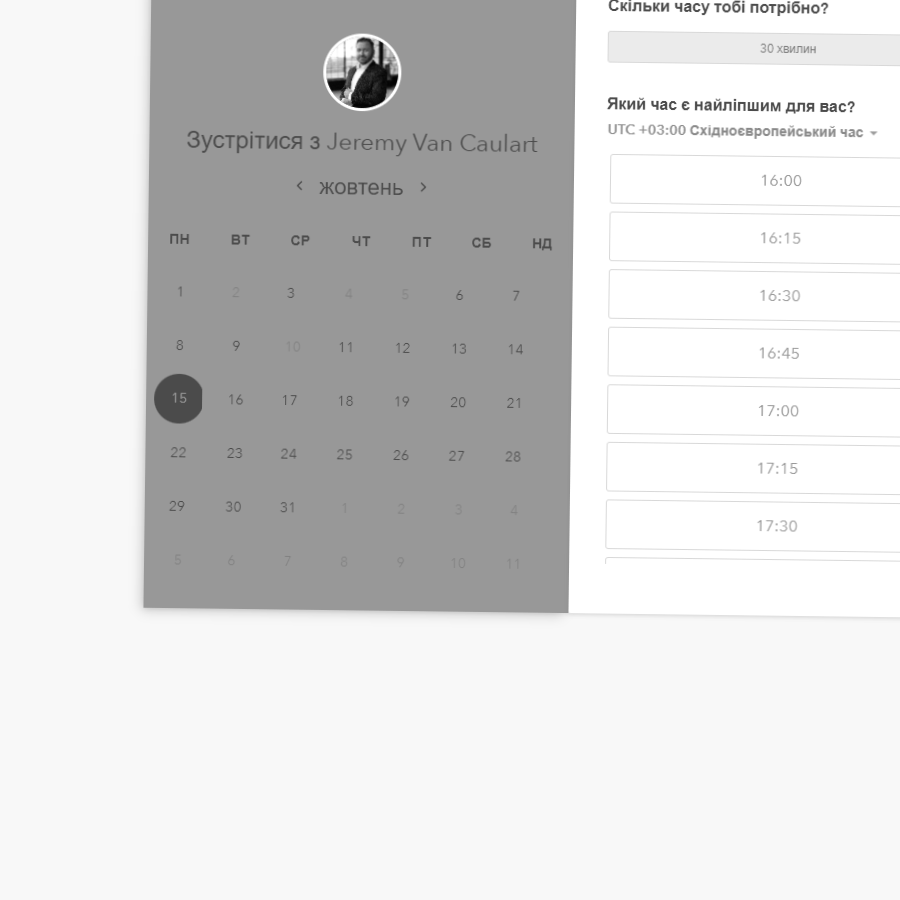 Зустрітися з Jeremy Van Caulart
жовтень
ПН ВТ СР ЧТ ПТ СБ НД
1 2 3 4 5 6 7
8 9 10 11 12 13 14
15 16 17 18 19 20 21
22 23 24 25 26 27 28
29 30 31 1 2 3 4
5 6 7 8 9 10 11
Скільки часу тобі потрібно?
30 хвилин
Який час є найліпшим для вас?
UTC +03:00 Східноєвропейський час
16:00
16:15
16:30
16:45
17:00
17:15
17:30